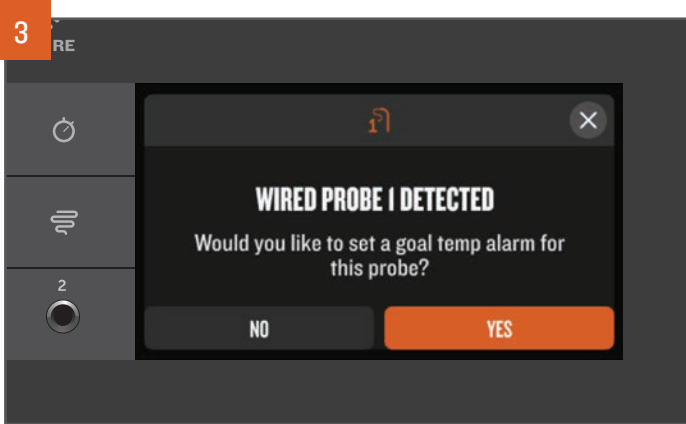 3
RE
1
WIRED PROBE 1 DETECTED
Would you like to set a goal temp alarm for
this probe?
2
NO
YES